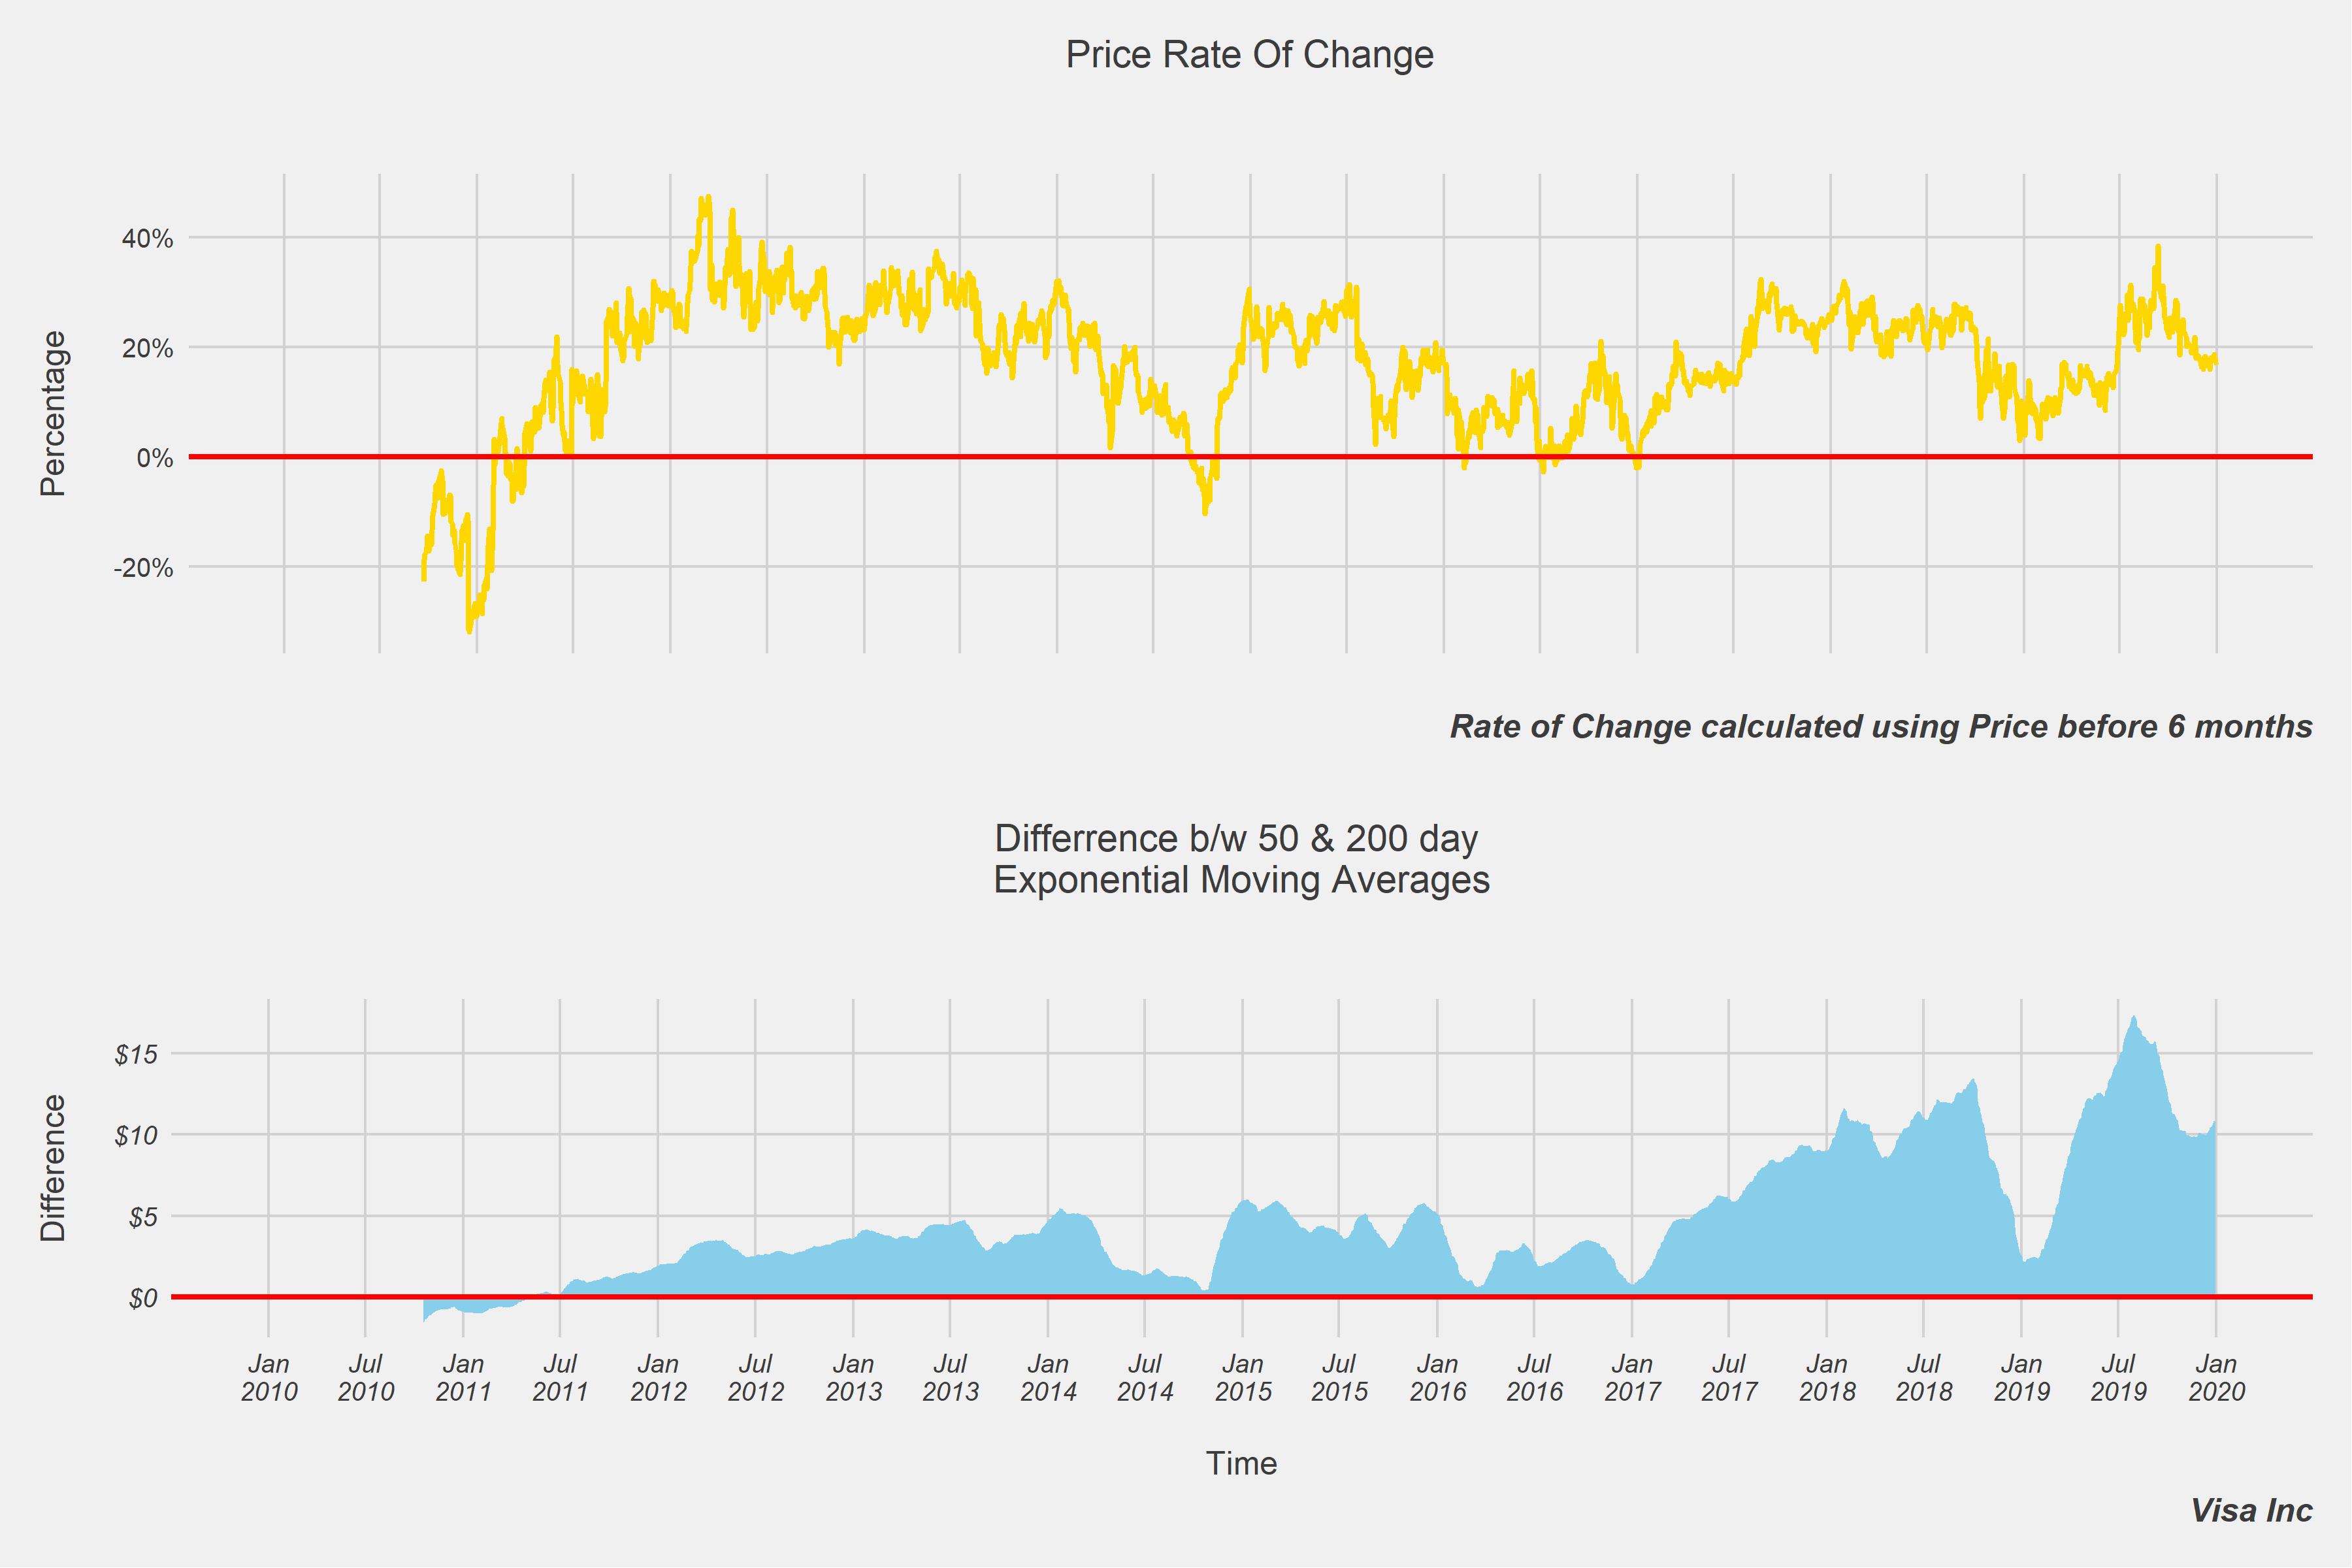 Price Rate Of Change
Percentage
40%
20%
0%
-20%
Rate of Change calculated using Price before 6 months
Differrence b/w 50 & 200 day
Exponential Moving Averages
Difference
$15
$10
$5
$0
Jan Jul Jan Jul Jan Jul Jan Jul Jan Jul Jan Jul Jan Jul Jan Jul Jan Jul Jan Jul Jan
2010 2010 2011 2011 2012 2012 2013 2013 2014 2014 2015 2015 2016 2016 2017 2017 2018 2018 2019 2019 2020
Time
Visa Inc